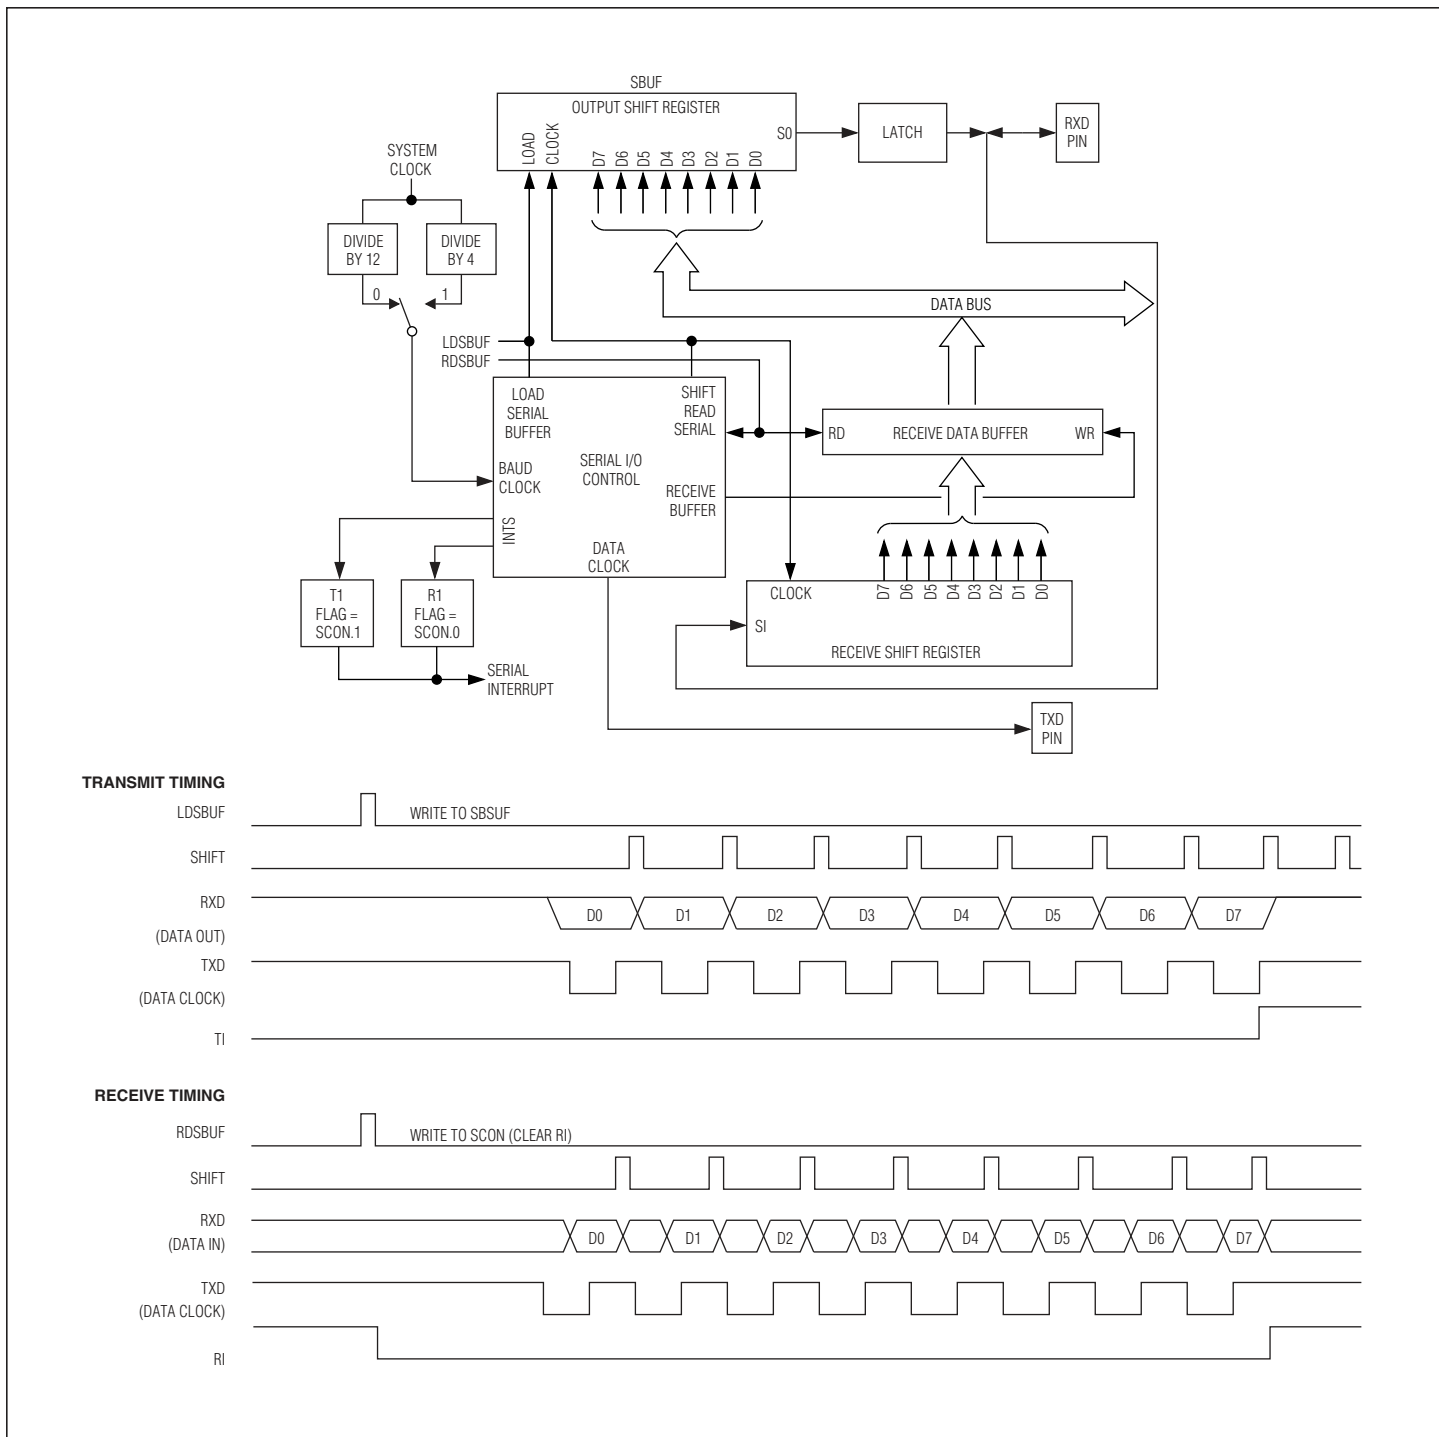 SBUF
OUTPUT SHIFT REGISTER
LOAD
CLOCK
D7
D6
D5
D4
D3
D2
D1
D0
S0
LATCH
RXD
PIN
SYSTEM
CLOCK
DIVIDE
BY 12
DIVIDE
BY 4
0
1
DATA BUS
LDSBUF
RDSBUF
LOAD
SERIAL
BUFFER
SHIFT
READ
SERIAL
BAUD
CLOCK
SERIAL I/O
CONTROL
RECEIVE
BUFFER
INTS
DATA
CLOCK
RD
RECEIVE DATA BUFFER
WR
T1
FLAG =
SCON.1
R1
FLAG =
SCON.0
SERIAL
INTERRUPT
CLOCK
D7
D6
D5
D4
D3
D2
D1
D0
SI
RECEIVE SHIFT REGISTER
TXD
PIN
TRANSMIT TIMING
LDSBUF
WRITE TO SBSUF
SHIFT
RXD
(DATA OUT)
D0 D1 D2 D3 D4 D5 D6 D7
TXD
(DATA CLOCK)
TI
RECEIVE TIMING
RDSBUF
WRITE TO SCON (CLEAR RI)
SHIFT
RXD
(DATA IN)
D0 D1 D2 D3 D4 D5 D6 D7
TXD
(DATA CLOCK)
RI